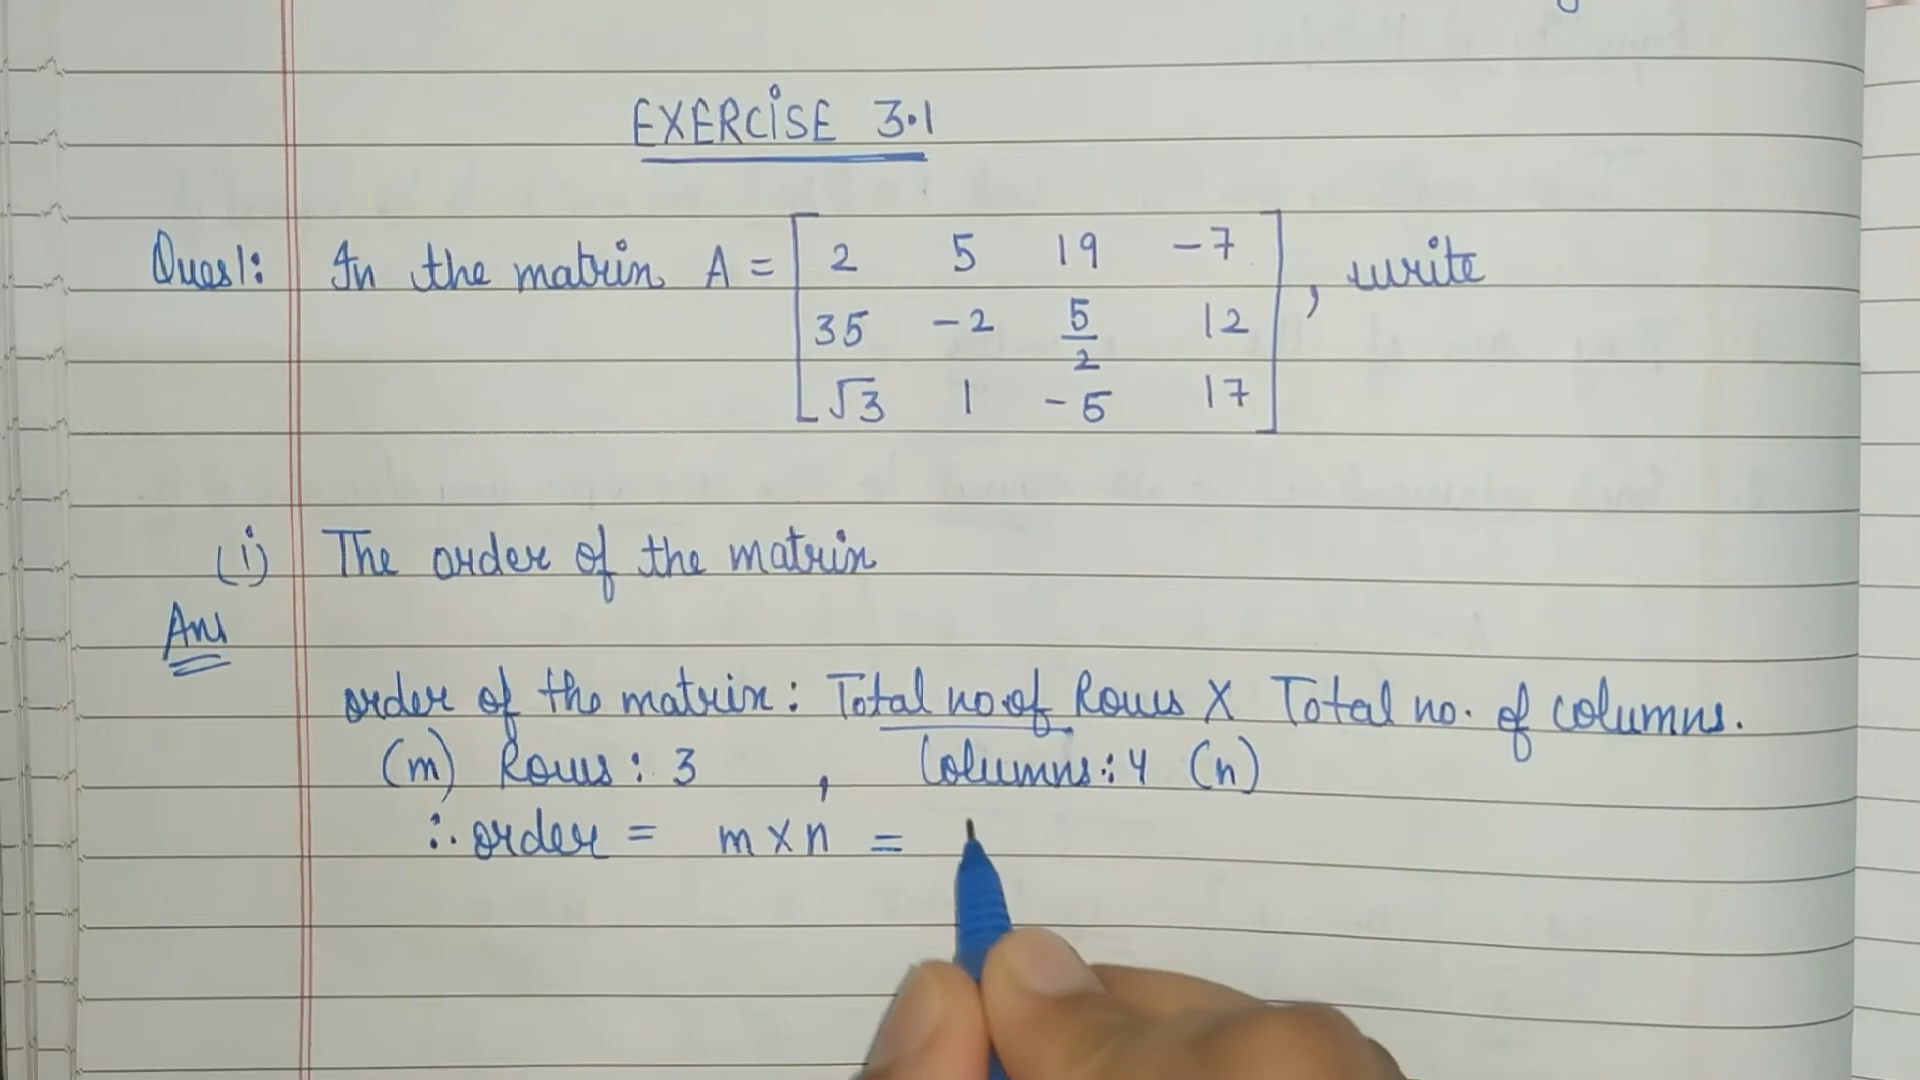 EXERCISE 3.1
Ques1: In the matrix A = [ 2 5 19 -7
35 -2 5/2 12
√3 1 -5 17 ], write
(i) The order of the matrix
Ans
order of the matrix: Total no. of Rows X Total no. of columns.
(m) Rows: 3 , Columns: 4 (n)
∴ order = m x n =